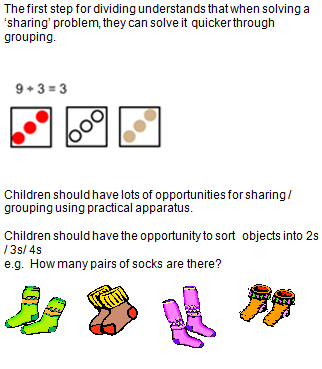 The first step for dividing understands that when solving a
‘sharing’ problem, they can solve it quicker through
grouping.
9 ÷ 3 = 3
Children should have lots of opportunities for sharing /
grouping using practical apparatus.
Children should have the opportunity to sort objects into 2s
/ 3s/ 4s
e.g. How many pairs of socks are there?